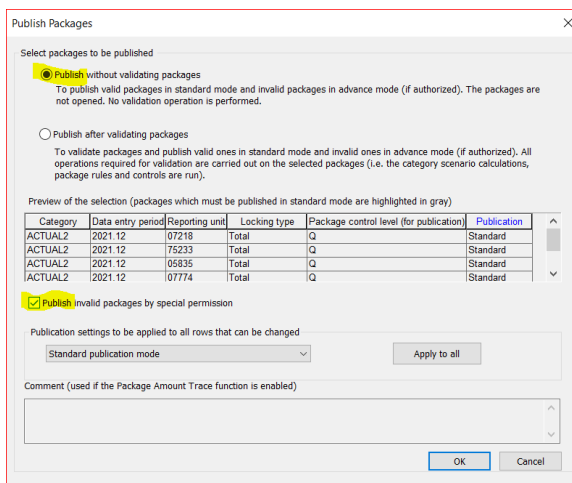 Publish Packages
Select packages to be published
Publish without validating packages
To publish valid packages in standard mode and invalid packages in advance mode (if authorized). The packages are
not opened. No validation operation is performed.
Publish after validating packages
To validate packages and publish valid ones in standard mode and invalid ones in advance mode (if authorized). All
operations required for validation are carried out on the selected packages (i.e. the category scenario calculations,
package rules and controls are run).
Preview of the selection (packages which must be published in standard mode are highlighted in gray)
Category Data entry period Reporting unit Locking type Package control level (for publication) Publication
ACTUAL2 2021.12 07218 Total Q Standard
ACTUAL2 2021.12 75233 Total Q Standard
ACTUAL2 2021.12 05835 Total Q Standard
ACTUAL2 2021.12 07774 Total Q Standard
Publish invalid packages by special permission
Publication settings to be applied to all rows that can be changed
Standard publication mode Apply to all
Comment (used if the Package Amount Trace function is enabled)
OK Cancel